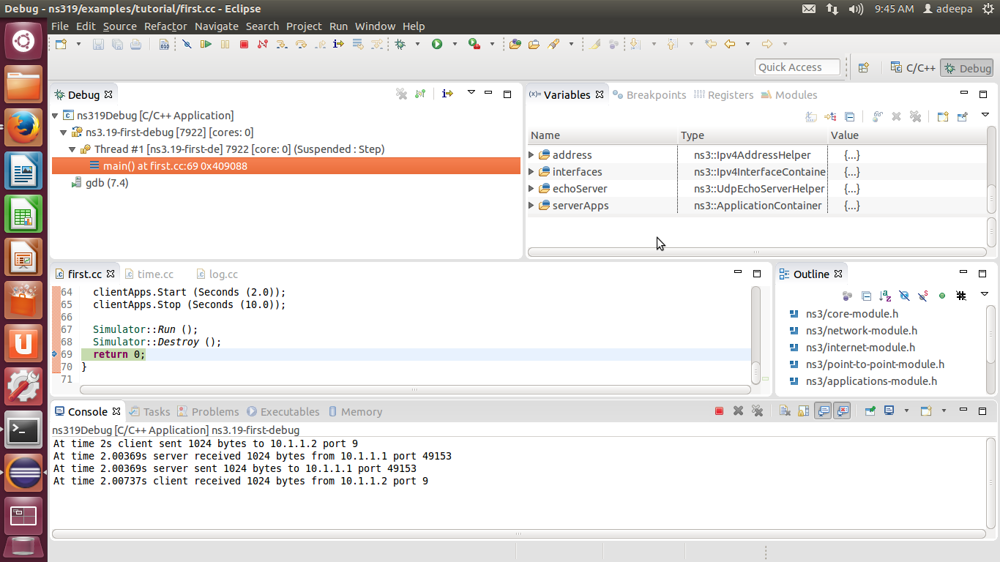 Debug - ns319/examples/tutorial/first.cc - Eclipse
9:45 AM adeepa
File Edit Source Refactor Navigate Search Project Run Window Help
Quick Access C/C++ Debug
Debug
ns319Debug [C/C++ Application]
ns3.19-first-debug [7922] [cores: 0]
Thread #1 [ns3.19-first-de] 7922 [core: 0] (Suspended : Step)
main() at first.cc:69 0x409088
gdb (7.4)
(x)= Variables Breakpoints Registers Modules
Name Type Value
address ns3::Ipv4AddressHelper {...}
interfaces ns3::Ipv4InterfaceContaine {...}
echoServer ns3::UdpEchoServerHelper {...}
serverApps ns3::ApplicationContainer {...}
first.cc time.cc log.cc
64 clientApps.Start (Seconds (2.0));
65 clientApps.Stop (Seconds (10.0));
66
67 Simulator::Run ();
68 Simulator::Destroy ();
69 return 0;
70 }
71
Outline
ns3/core-module.h
ns3/network-module.h
ns3/internet-module.h
ns3/point-to-point-module.h
ns3/applications-module.h
Console Tasks Problems Executables Memory
ns319Debug [C/C++ Application] ns3.19-first-debug
At time 2s client sent 1024 bytes to 10.1.1.2 port 9
At time 2.00369s server received 1024 bytes from 10.1.1.1 port 49153
At time 2.00369s server sent 1024 bytes to 10.1.1.1 port 49153
At time 2.00737s client received 1024 bytes from 10.1.1.2 port 9